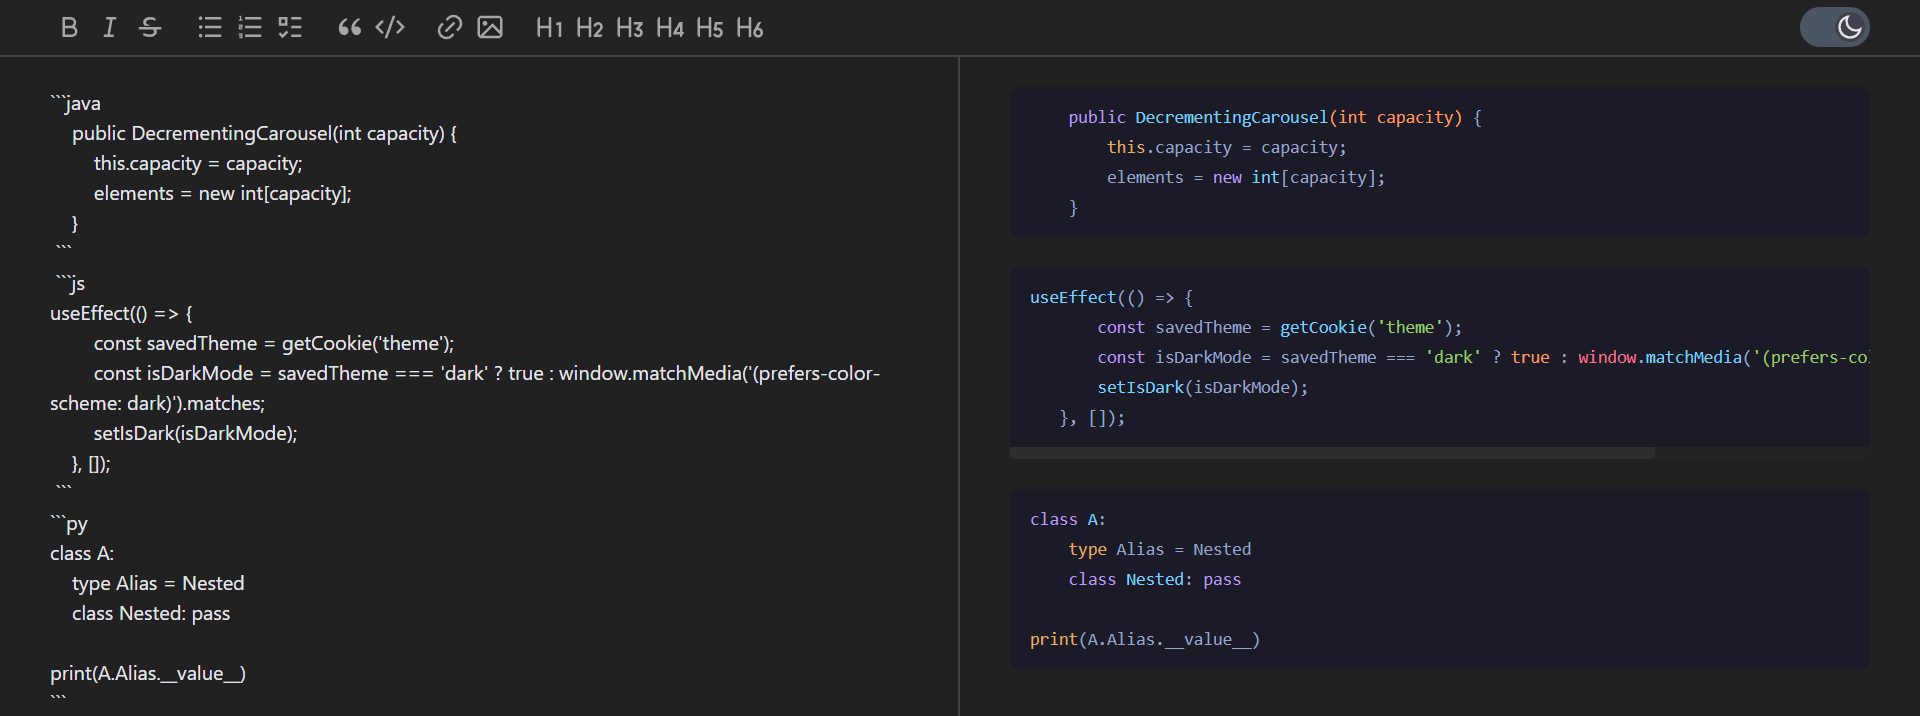 B I S H1 H2 H3 H4 H5 H6
```java
    public DecrementingCarousel(int capacity) {
        this.capacity = capacity;
        elements = new int[capacity];
    }
 ```
 ```js
useEffect(() => {
        const savedTheme = getCookie('theme');
        const isDarkMode = savedTheme === 'dark' ? true : window.matchMedia('(prefers-color-
scheme: dark)').matches;
        setIsDark(isDarkMode);
    }, []);
 ```
```py
class A:
    type Alias = Nested
    class Nested: pass

print(A.Alias.__value__)
```
    public DecrementingCarousel(int capacity) {
        this.capacity = capacity;
        elements = new int[capacity];
    }
useEffect(() => {
       const savedTheme = getCookie('theme');
       const isDarkMode = savedTheme === 'dark' ? true : window.matchMedia('(prefers-col
       setIsDark(isDarkMode);
   }, []);
class A:
    type Alias = Nested
    class Nested: pass

print(A.Alias.__value__)